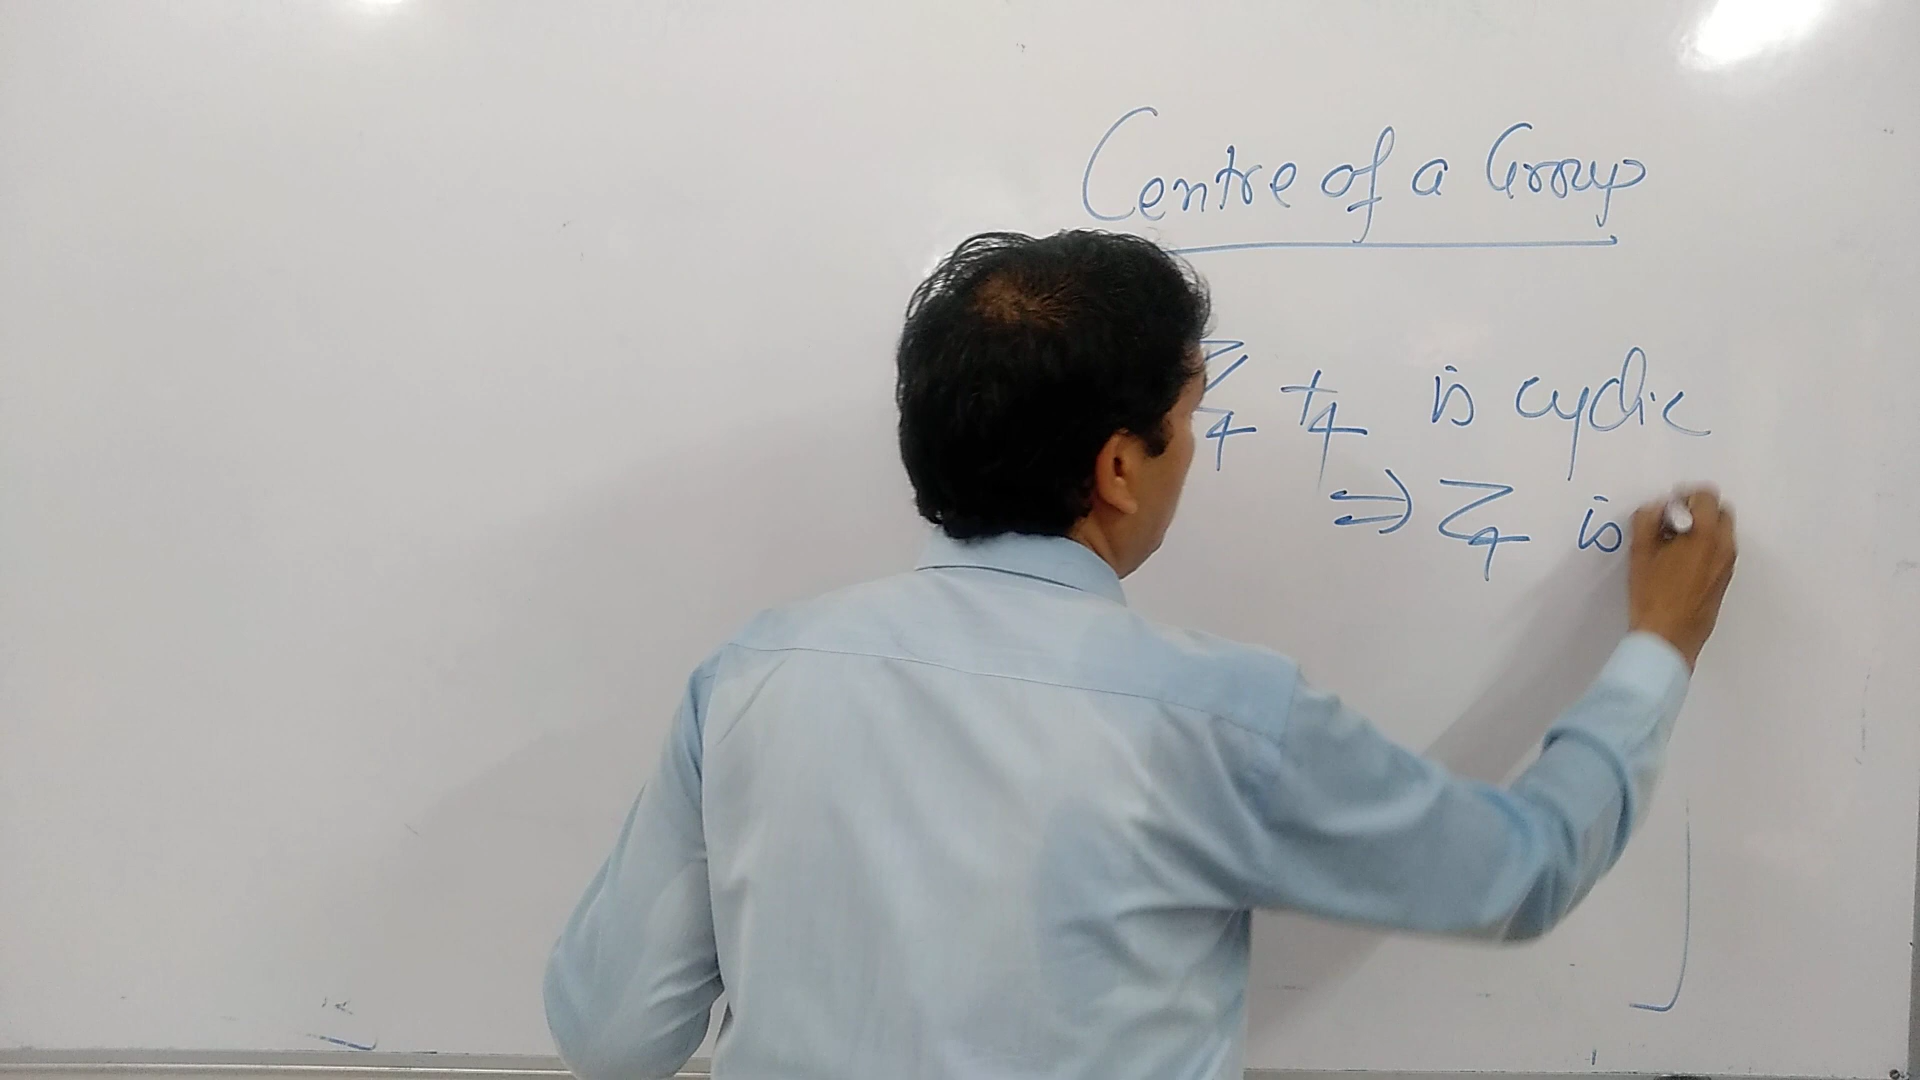 Centre of a Group
Z4 +4 is cyclic
⇒ Z4 is